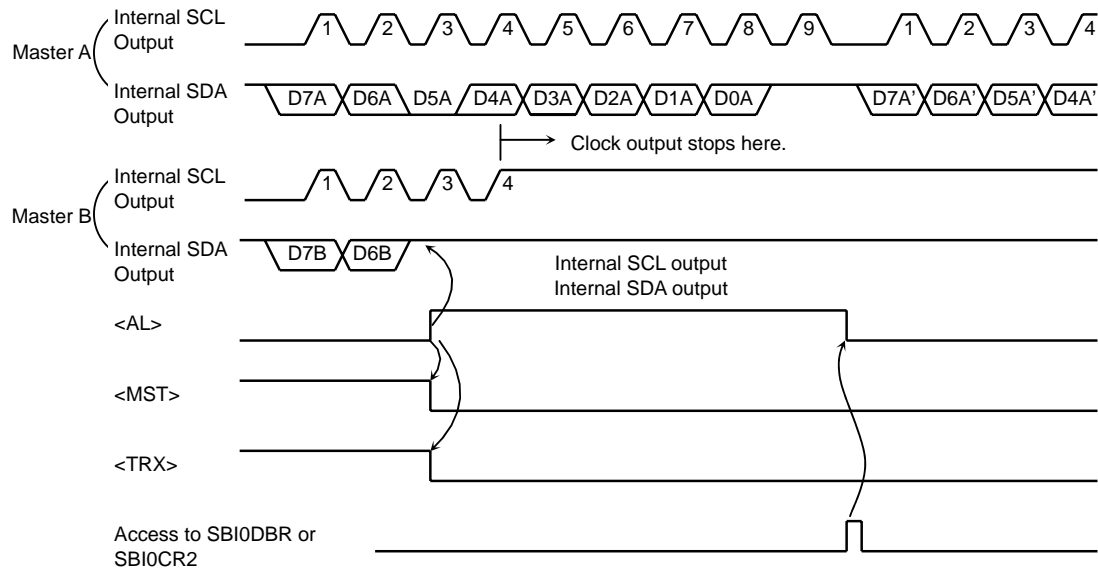 Internal SCL
Output
1 2 3 4 5 6 7 8 9 1 2 3 4
Master A
Internal SDA
Output
D7A D6A D5A D4A D3A D2A D1A D0A D7A' D6A' D5A' D4A'
Clock output stops here.
Internal SCL
Output
1 2 3 4
Master B
Internal SDA
Output
D7B D6B
Internal SCL output
Internal SDA output
<AL>
<MST>
<TRX>
Access to SBI0DBR or
SBI0CR2